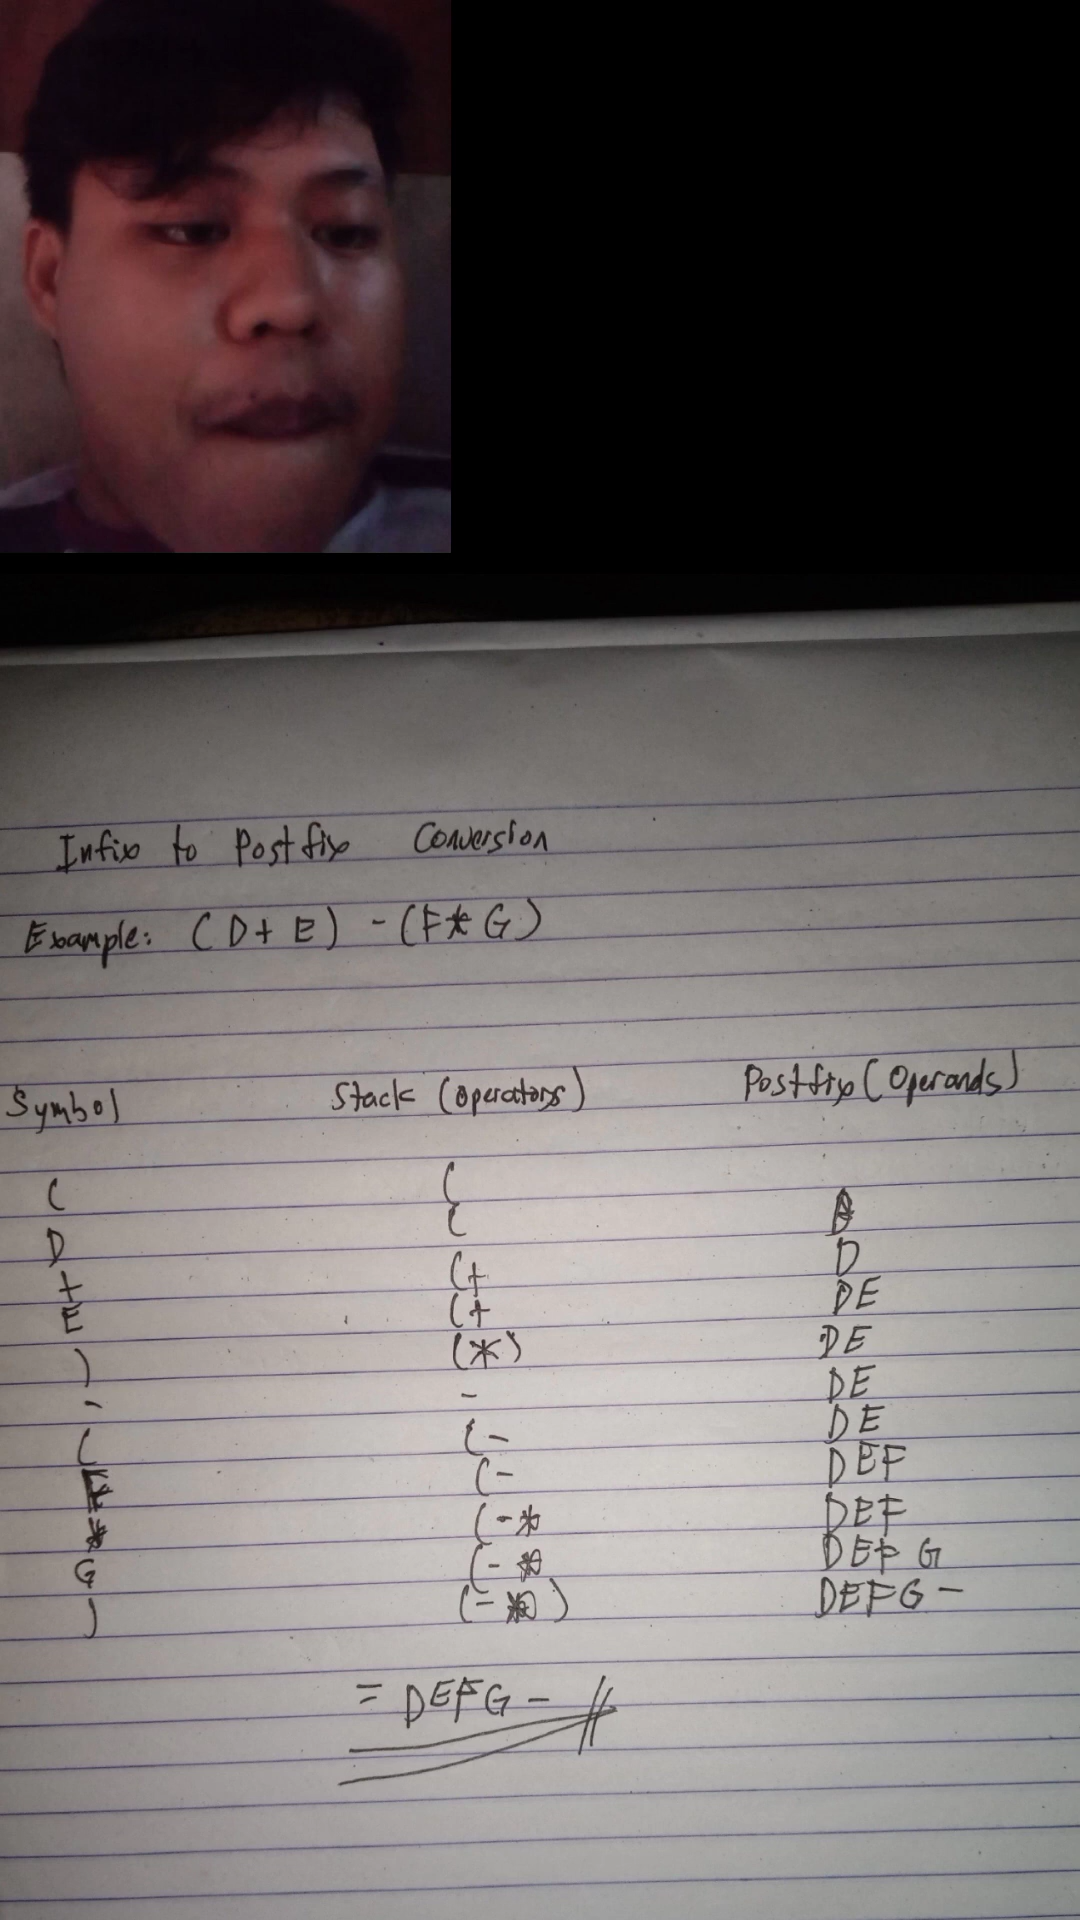 Infix to Postfix Conversion
Example: (D+ E) - (F* G)
Symbol Stack (operators) Postfix (Operands)
( (
D (
+ (+ D
E (+ DE
) (*) DE
- - DE
( (- DE
(- DEF
* (-* DEF
G (-* DEFG
) (-*) DEFG-
= DEFG - //